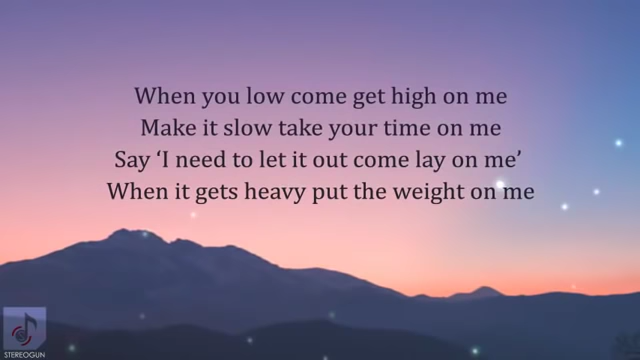 When you low come get high on me
Make it slow take your time on me
Say ‘I need to let it out come lay on me’
When it gets heavy put the weight on me
STEREOGUN